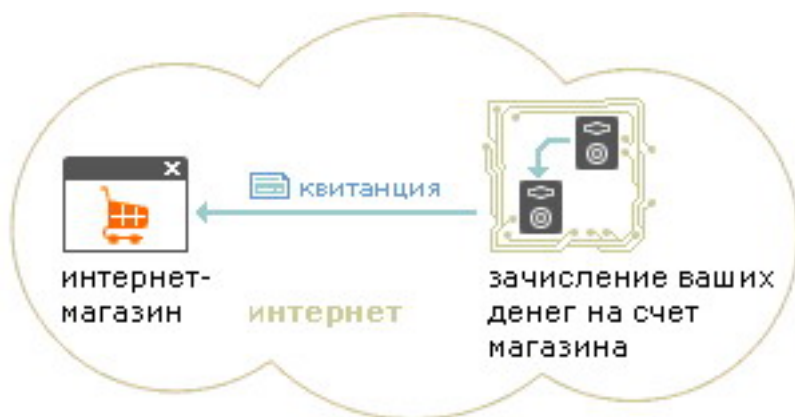 квитанция
интернет-
магазин
интернет
зачисление ваших
денег на счет
магазина